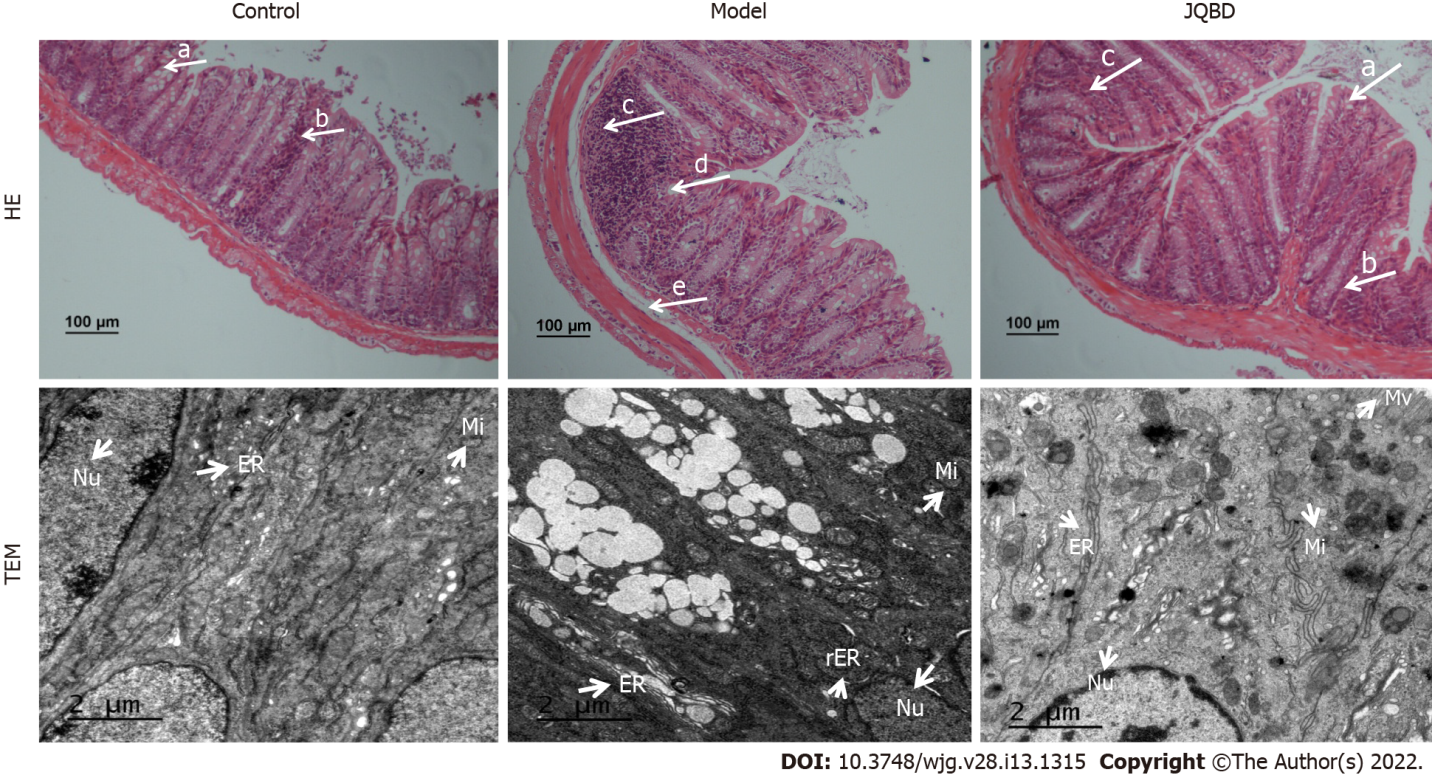 Control Model JQBD
HE
a
b
100 µm
c
d
e
100 µm
c
a
b
100 µm
TEM
Nu
ER
Mi
2 µm
Mi
rER
ER
Nu
2 µm
Mv
ER
Mi
Nu
2 µm
DOI: 10.3748/wjg.v28.i13.1315 Copyright ©The Author(s) 2022.